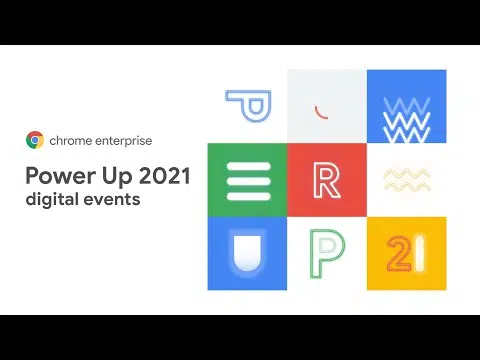 chrome enterprise
Power Up 2021
digital events
P W
E R
U P 21